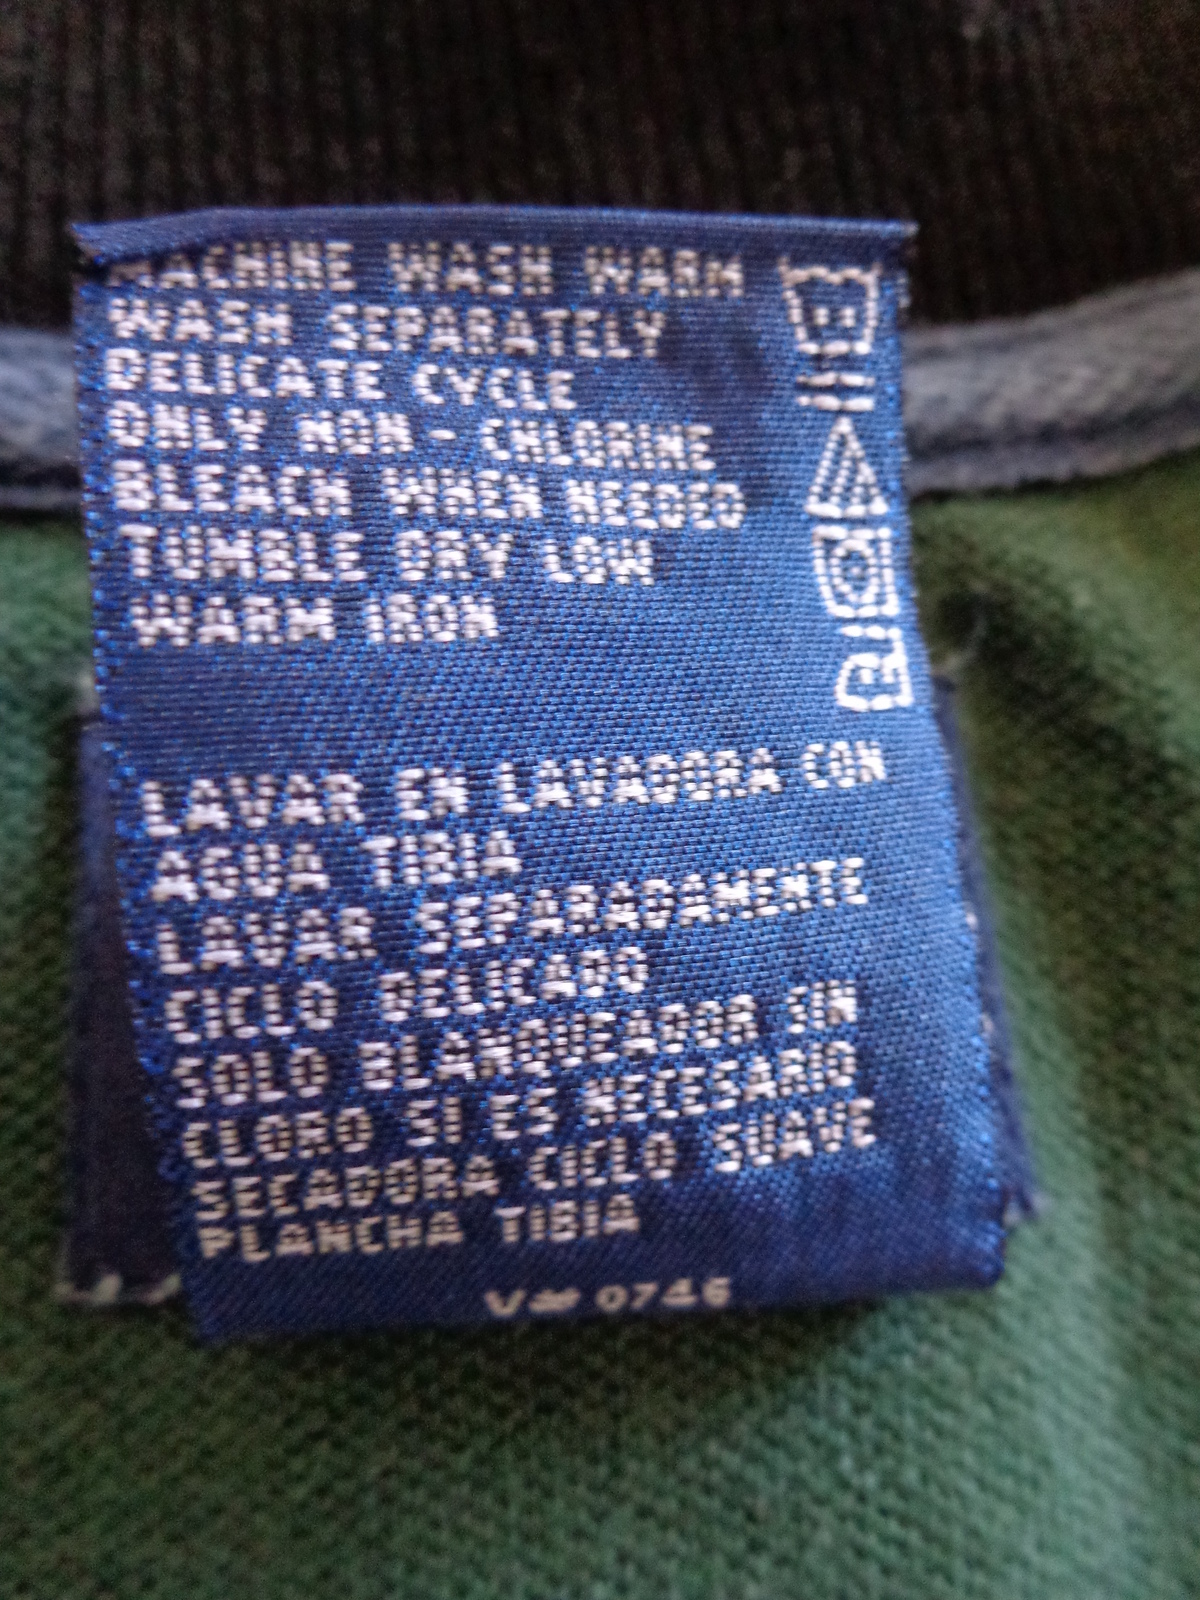 MACHINE WASH WARM
WASH SEPARATELY
DELICATE CYCLE
ONLY NON-CHLORINE
BLEACH WHEN NEEDED
TUMBLE DRY LOW
WARM IRON
LAVAR EN LAVADORA CON
AGUA TIBIA
LAVAR SEPARADAMENTE
CICLO DELICADO
SOLO BLANQUEADOR SIN
CLORO SI ES NECESARIO
SECADORA CICLO SUAVE
PLANCHA TIBIA
0746